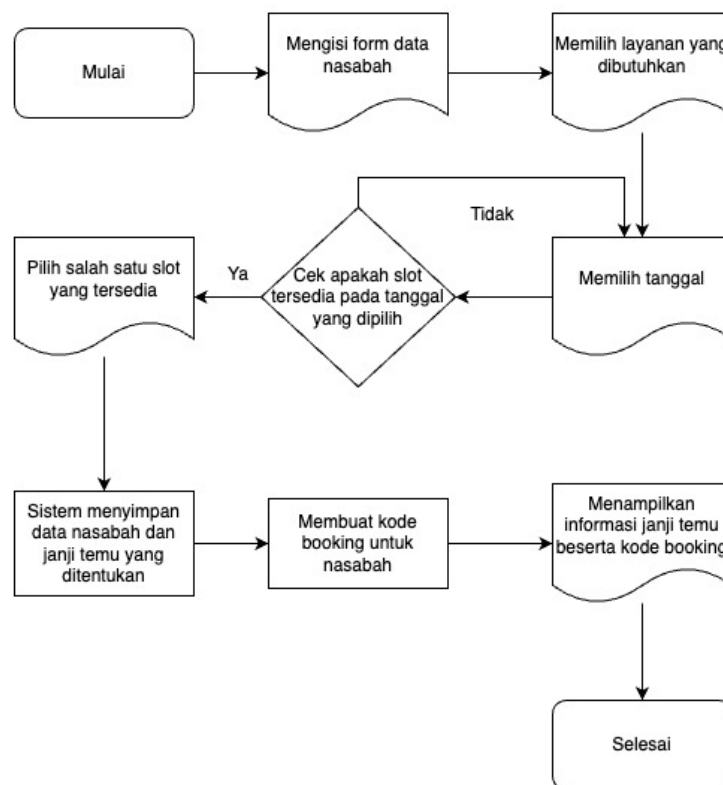 Mulai
Mengisi form data
nasabah
Memilih layanan yang
dibutuhkan
Tidak
Pilih salah satu slot
yang tersedia
Ya
Cek apakah slot
tersedia pada tanggal
yang dipilih
Memilih tanggal
Sistem menyimpan
data nasabah dan
janji temu yang
ditentukan
Membuat kode
booking untuk
nasabah
Menampilkan
informasi janji temu
beserta kode booking
Selesai